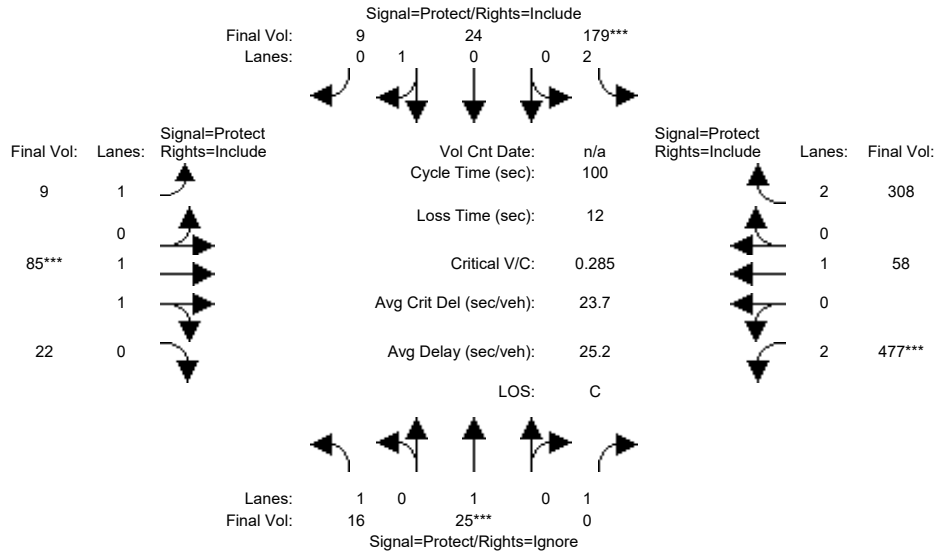 Signal=Protect/Rights=Include
Final Vol: 9 24 179***
Lanes: 0 1 0 0 2
Signal=Protect
Final Vol: Lanes: Rights=Include
Vol Cnt Date: n/a
Signal=Protect
Rights=Include Lanes: Final Vol:
Cycle Time (sec): 100
9 1
2 308
Loss Time (sec): 12
0
0
85*** 1
Critical V/C: 0.285
1 58
1
Avg Crit Del (sec/veh): 23.7
0
22 0
Avg Delay (sec/veh): 25.2
2 477***
LOS: C
Lanes: 1 0 1 0 1
Final Vol: 16 25*** 0
Signal=Protect/Rights=Ignore